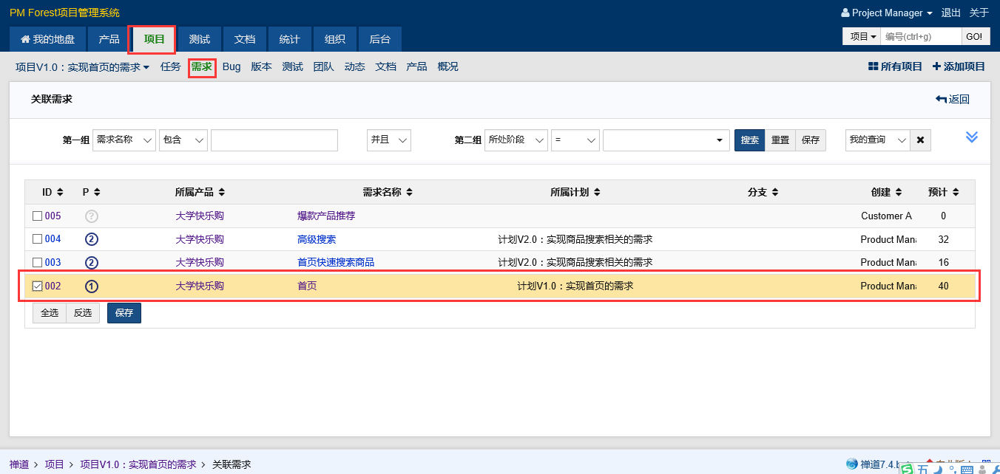 PM Forest项目管理系统
Project Manager 退出 关于
我的地盘 产品 项目 测试 文档 统计 组织 后台
项目 编号(ctrl+g) GO!
项目V1.0：实现首页的需求 任务 需求 Bug 版本 测试 团队 动态 文档 产品 概况 所有项目 添加项目
关联需求 返回
第一组 需求名称 包含 并且 第二组 所处阶段 = 搜索 重置 保存 我的查询
ID P 所属产品 需求名称 所属计划 分支 创建 预计
005 ? 大学快乐购 爆款产品推荐 Customer A 0
004 2 大学快乐购 高级搜索 计划V2.0：实现商品搜索相关的需求 Product Man 32
003 2 大学快乐购 首页快速搜索商品 计划V2.0：实现商品搜索相关的需求 Product Man 16
002 1 大学快乐购 首页 计划V1.0：实现首页的需求 Product Man 40
全选 反选 保存
禅道 > 项目 > 项目V1.0：实现首页的需求 > 关联需求 禅道7.4 五